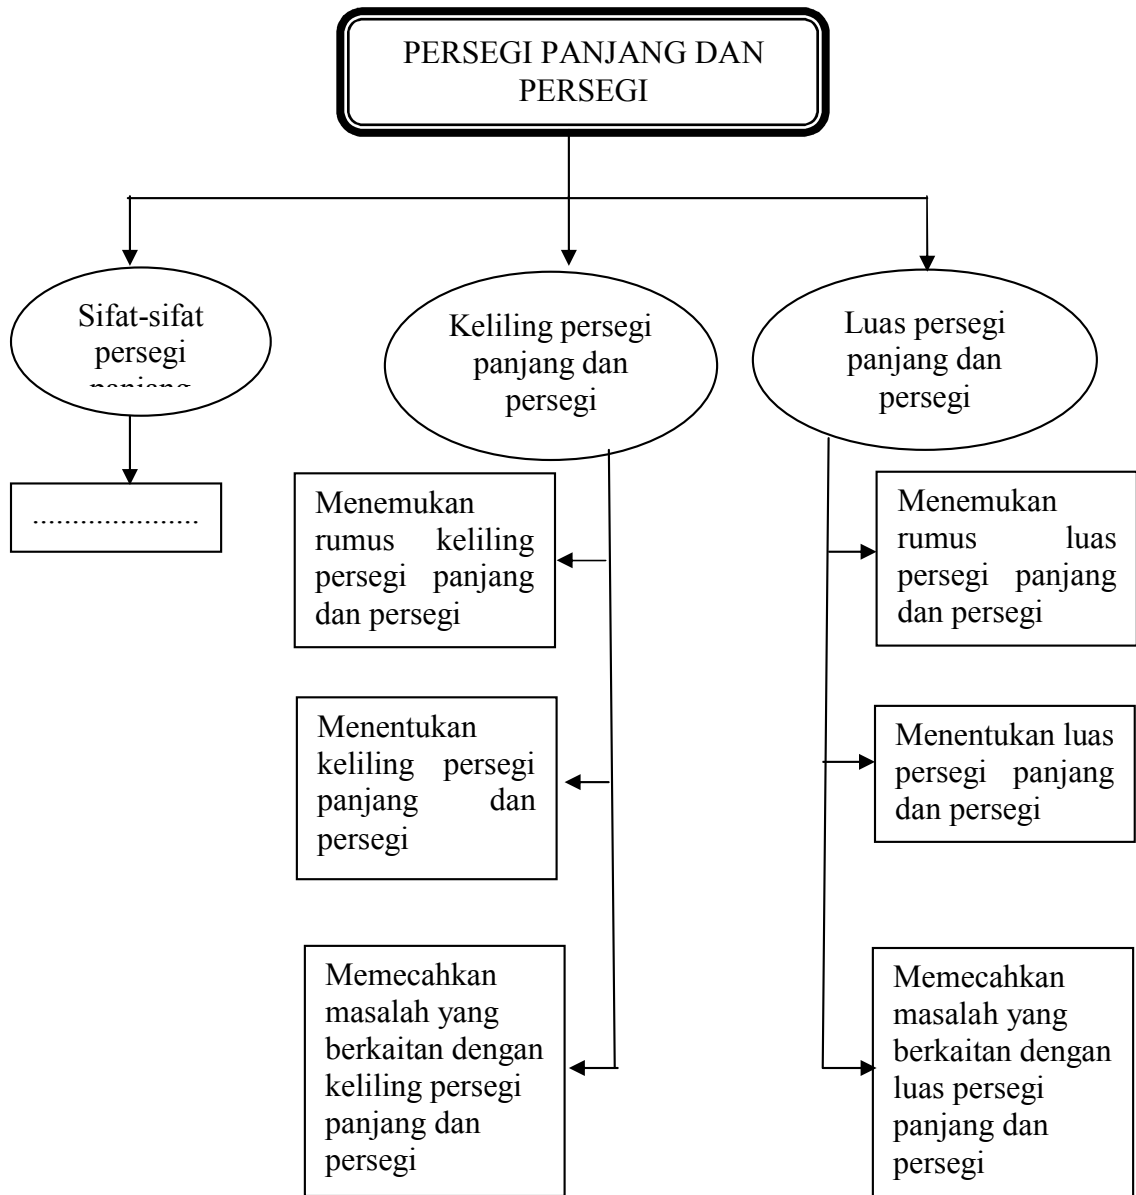 PERSEGI PANJANG DAN
PERSEGI
Sifat-sifat
persegi
Keliling persegi
panjang dan
persegi
Luas persegi
panjang dan
persegi
.....................
Menemukan
rumus keliling
persegi panjang
dan persegi
Menemukan
rumus luas
persegi panjang
dan persegi
Menentukan
keliling persegi
panjang dan
persegi
Menentukan luas
persegi panjang
dan persegi
Memecahkan
masalah yang
berkaitan dengan
keliling persegi
panjang dan
persegi
Memecahkan
masalah yang
berkaitan dengan
luas persegi
panjang dan
persegi